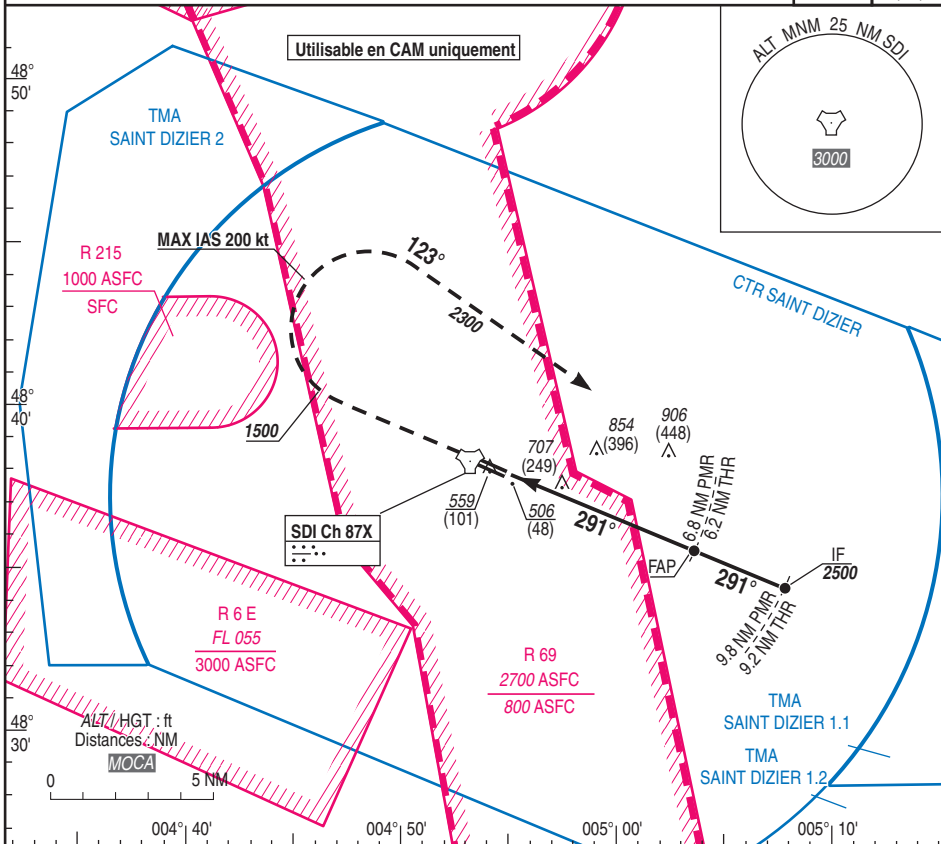 Utilisable en CAM uniquement
ALT MNM 25 NM SDI
3000
48°
50'
TMA
SAINT DIZIER 2
MAX IAS 200 kt
R 215
1000 ASFC
SFC
123°
2300
CTR SAINT DIZIER
48°
40'
1500
707
(249)
854
(396)
906
(448)
559
(101)
506
(48)
291°
6.8 NM PMR
6.2 NM THR
SDI Ch 87X
FAP
291°
IF
2500
9.8 NM PMR
9.2 NM THR
R 6 E
FL 055
3000 ASFC
R 69
2700 ASFC
800 ASFC
TMA
SAINT DIZIER 1.1
TMA
SAINT DIZIER 1.2
48°
30'
ALT / HGT : ft
Distances : NM
MOCA
0 5 NM
004° 40' 004° 50' 005° 00' 005° 10'